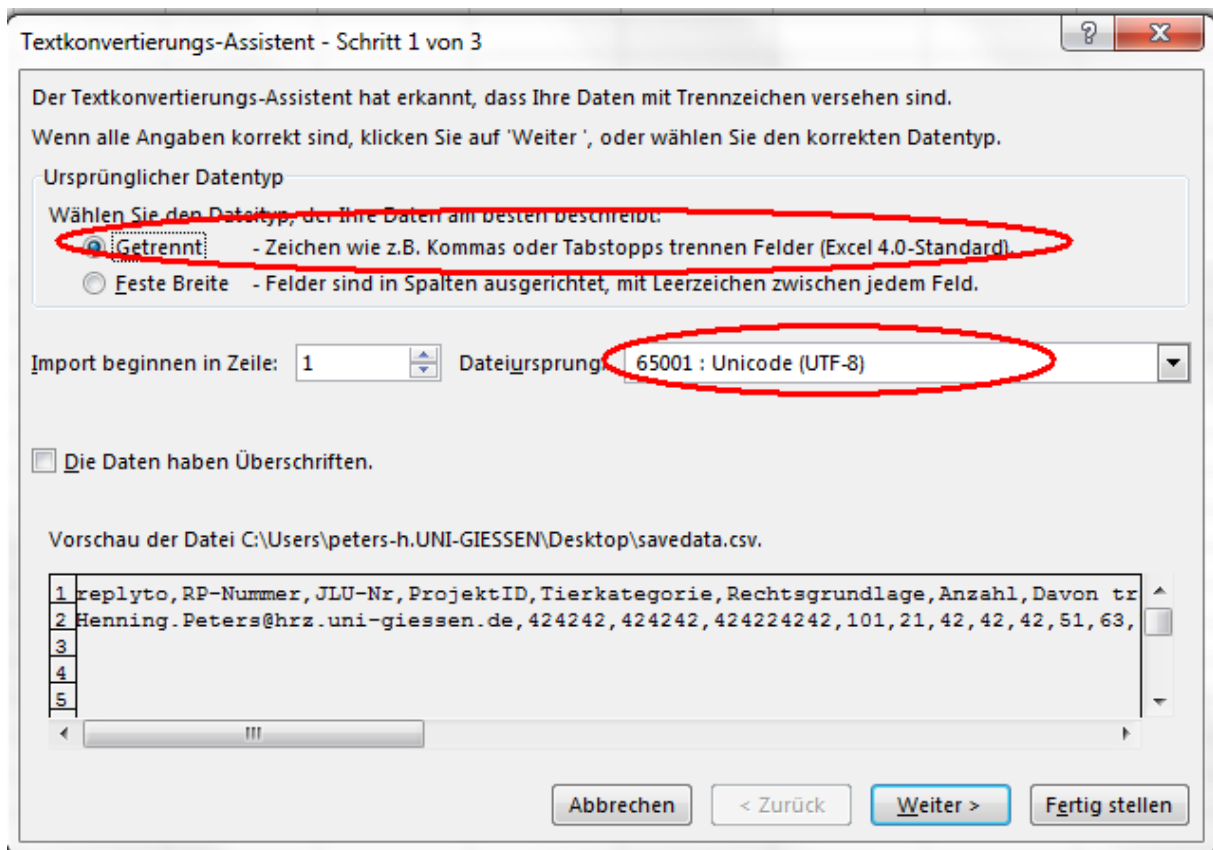 Textkonvertierungs-Assistent - Schritt 1 von 3
Der Textkonvertierungs-Assistent hat erkannt, dass Ihre Daten mit Trennzeichen versehen sind.
Wenn alle Angaben korrekt sind, klicken Sie auf 'Weiter ', oder wählen Sie den korrekten Datentyp.
Ursprünglicher Datentyp
Wählen Sie den Dateityp, der Ihre Daten am besten beschreibt:
Getrennt - Zeichen wie z.B. Kommas oder Tabstopps trennen Felder (Excel 4.0-Standard).
Feste Breite - Felder sind in Spalten ausgerichtet, mit Leerzeichen zwischen jedem Feld.
Import beginnen in Zeile: 1 Dateiursprung: 65001 : Unicode (UTF-8)
Die Daten haben Überschriften.
Vorschau der Datei C:\Users\peters-h.UNI-GIESSEN\Desktop\savedata.csv.
1 replyto,RP-Nummer,JLU-Nr,ProjektID,Tierkategorie,Rechtsgrundlage,Anzahl,Davon tr
2 Henning.Peters@hrz.uni-giessen.de,424242,424242,424224242,101,21,42,42,42,51,63,
3
4
5
Abbrechen < Zurück Weiter > Fertig stellen